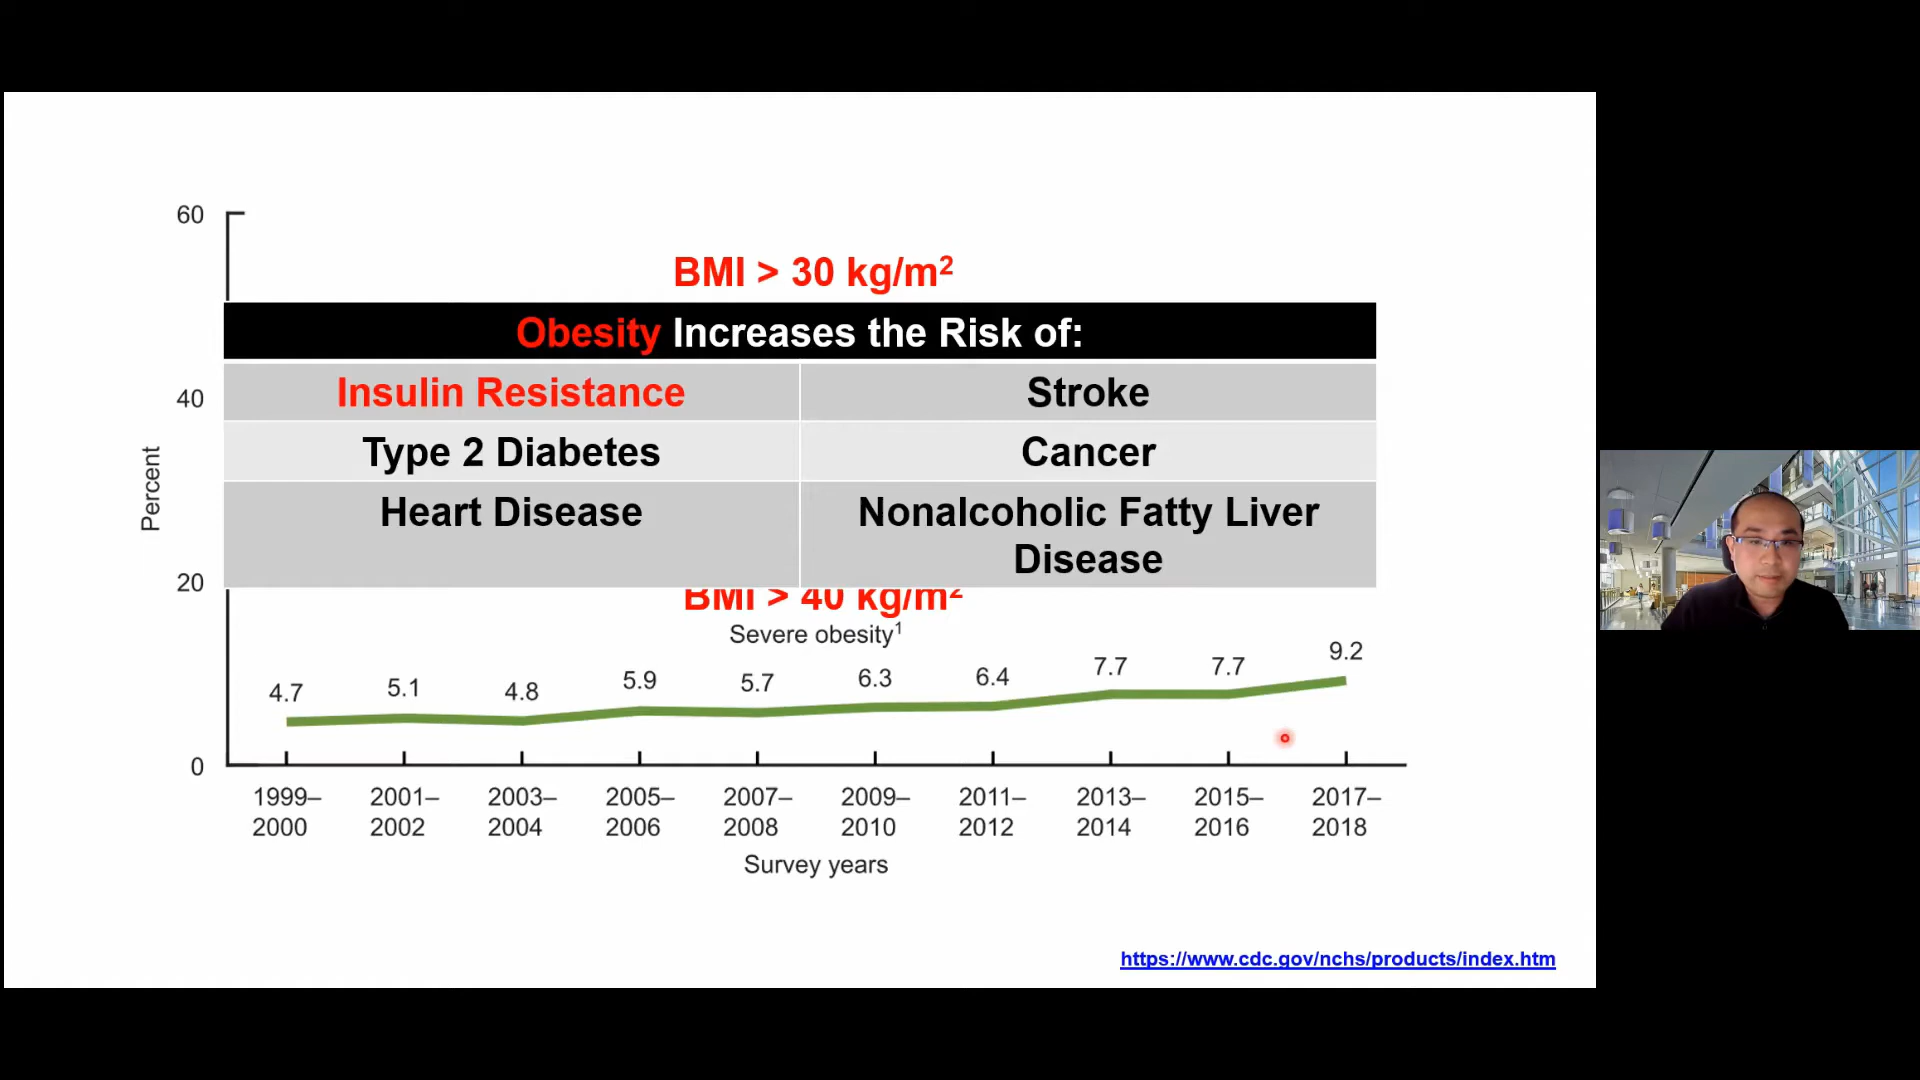 60
BMI > 30 kg/m²
Obesity Increases the Risk of:
Insulin Resistance
Stroke
40
Type 2 Diabetes
Cancer
Percent
Heart Disease
Nonalcoholic Fatty Liver
Disease
20
BMI > 40 kg/m²
Severe obesity¹
4.7 5.1 4.8 5.9 5.7 6.3 6.4 7.7 7.7 9.2
0
1999– 2001– 2003– 2005– 2007– 2009– 2011– 2013– 2015– 2017–
2000 2002 2004 2006 2008 2010 2012 2014 2016 2018
Survey years
https://www.cdc.gov/nchs/products/index.htm